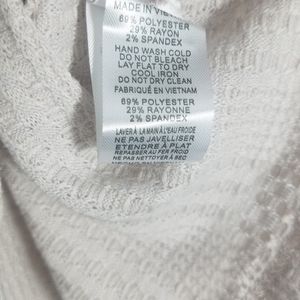 MADE IN VIETNAM
69% POLYESTER
29% RAYON
2% SPANDEX
HAND WASH COLD
DO NOT BLEACH
LAY FLAT TO DRY
COOL IRON
DO NOT DRY CLEAN
FABRIQUÉ EN VIETNAM
69% POLYESTER
29% RAYONNE
2% SPANDEX
LAVER À LA MAIN À L'EAU FROIDE
NE PAS JAVELLISER
ETENDRE À PLAT
REPASSER AU FER FROID
NE PAS NETTOYER À SEC